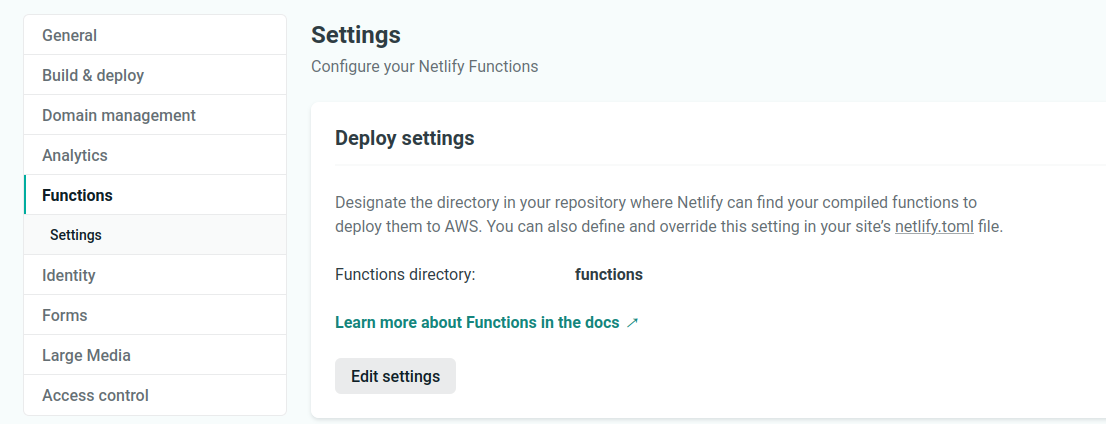 General
Build & deploy
Domain management
Analytics
Functions
Settings
Identity
Forms
Large Media
Access control
Settings
Configure your Netlify Functions
Deploy settings
Designate the directory in your repository where Netlify can find your compiled functions to
deploy them to AWS. You can also define and override this setting in your site’s netlify.toml file.
Functions directory: functions
Learn more about Functions in the docs ↗
Edit settings